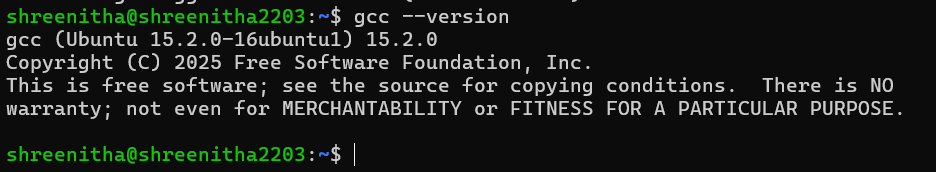 shreenitha@shreenitha2203:~$ gcc --version
gcc (Ubuntu 15.2.0-16ubuntu1) 15.2.0
Copyright (C) 2025 Free Software Foundation, Inc.
This is free software; see the source for copying conditions.  There is NO
warranty; not even for MERCHANTABILITY or FITNESS FOR A PARTICULAR PURPOSE.
shreenitha@shreenitha2203:~$